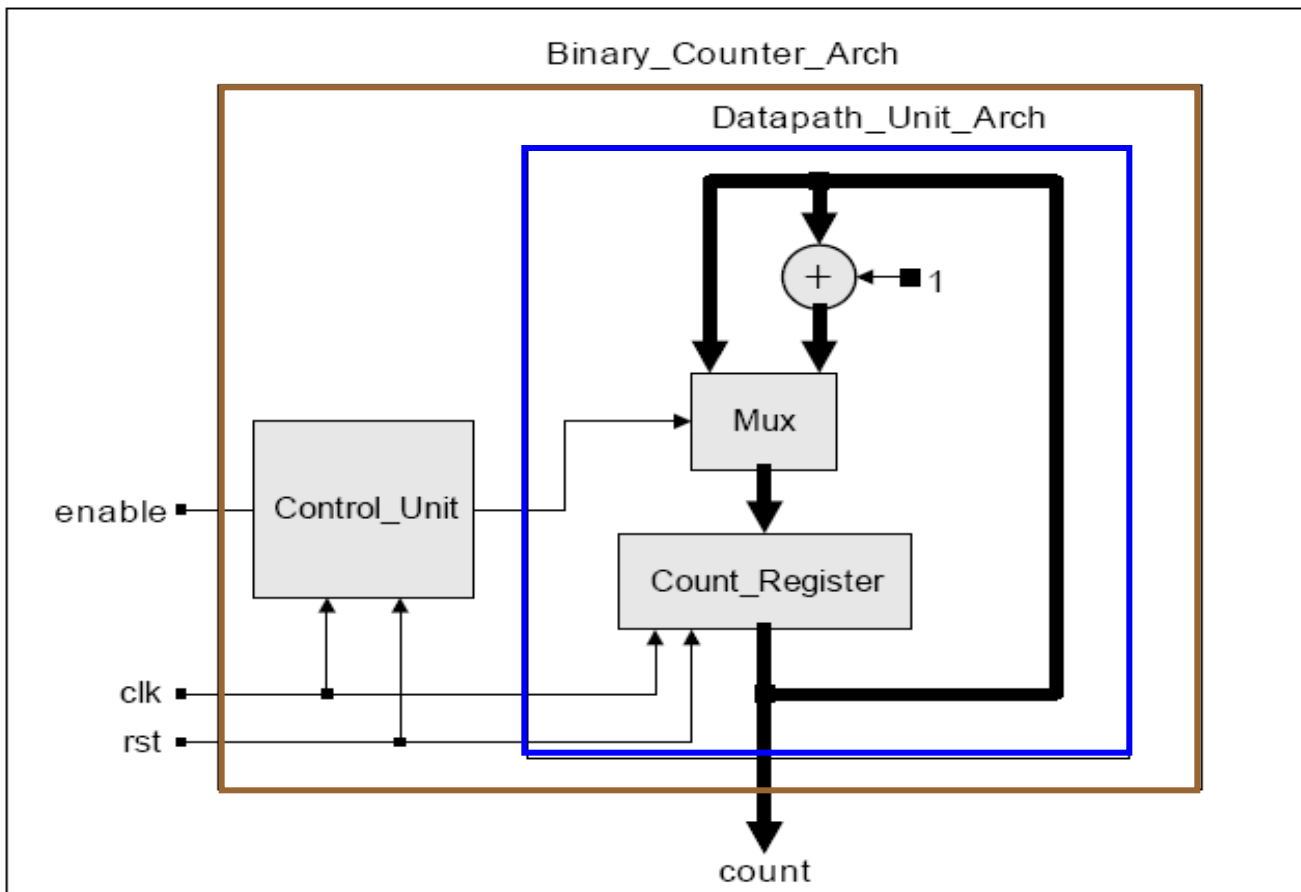 Binary_Counter_Arch
Datapath_Unit_Arch
+
1
Mux
enable
Control_Unit
Count_Register
clk
rst
count